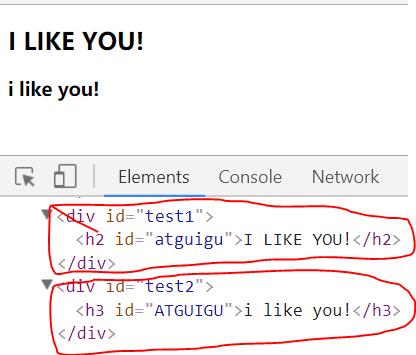 I LIKE YOU!
i like you!
Elements Console Network
<div id="test1">
<h2 id="atguigu">I LIKE YOU!</h2>
</div>
<div id="test2">
<h3 id="ATGUIGU">i like you!</h3>
</div>